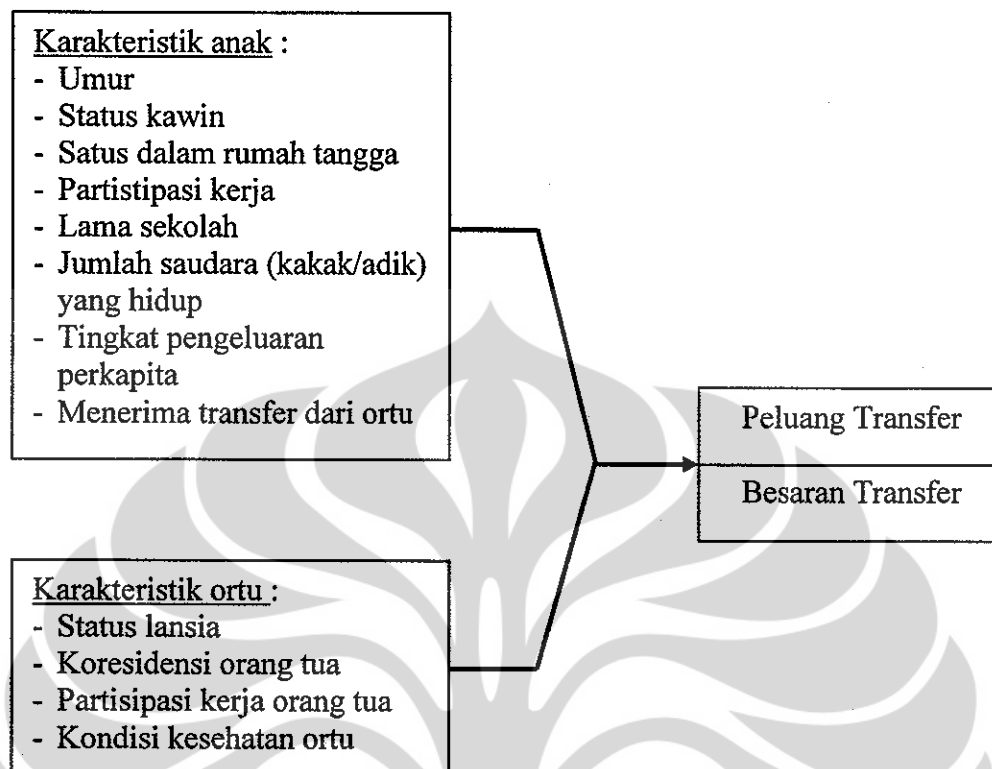 Karakteristik anak :
- Umur
- Status kawin
- Satus dalam rumah tangga
- Partistipasi kerja
- Lama sekolah
- Jumlah saudara (kakak/adik)
yang hidup
- Tingkat pengeluaran
perkapita
- Menerima transfer dari ortu
Peluang Transfer
Besaran Transfer
Karakteristik ortu :
- Status lansia
- Koresidensi orang tua
- Partisipasi kerja orang tua
- Kondisi kesehatan ortu